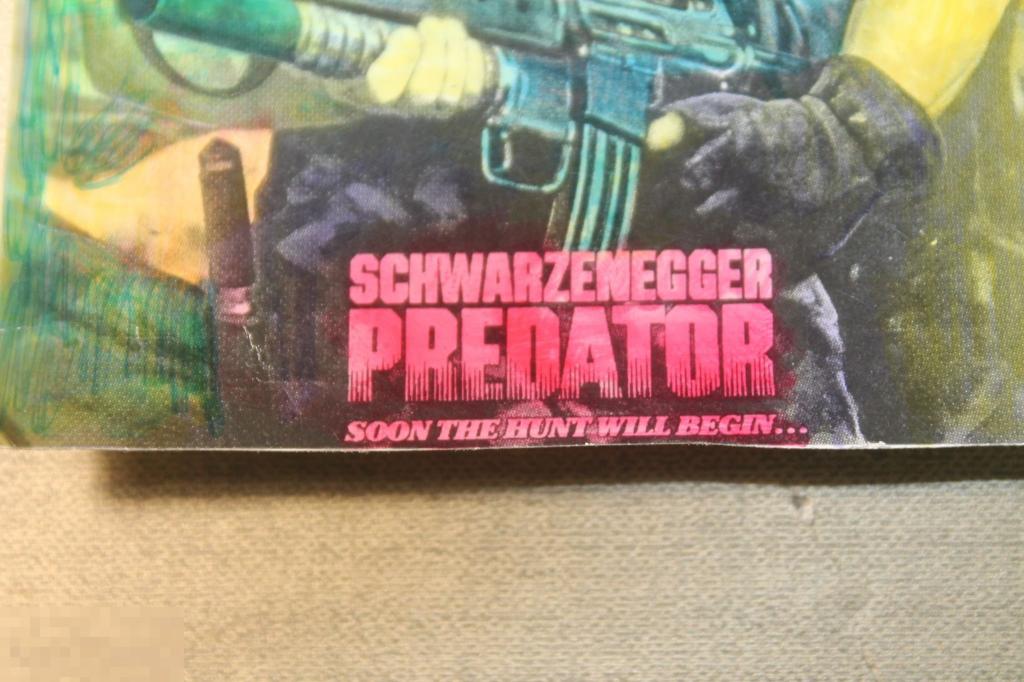 SCHWARZENEGGER
PREDATOR
SOON THE HUNT WILL BEGIN...